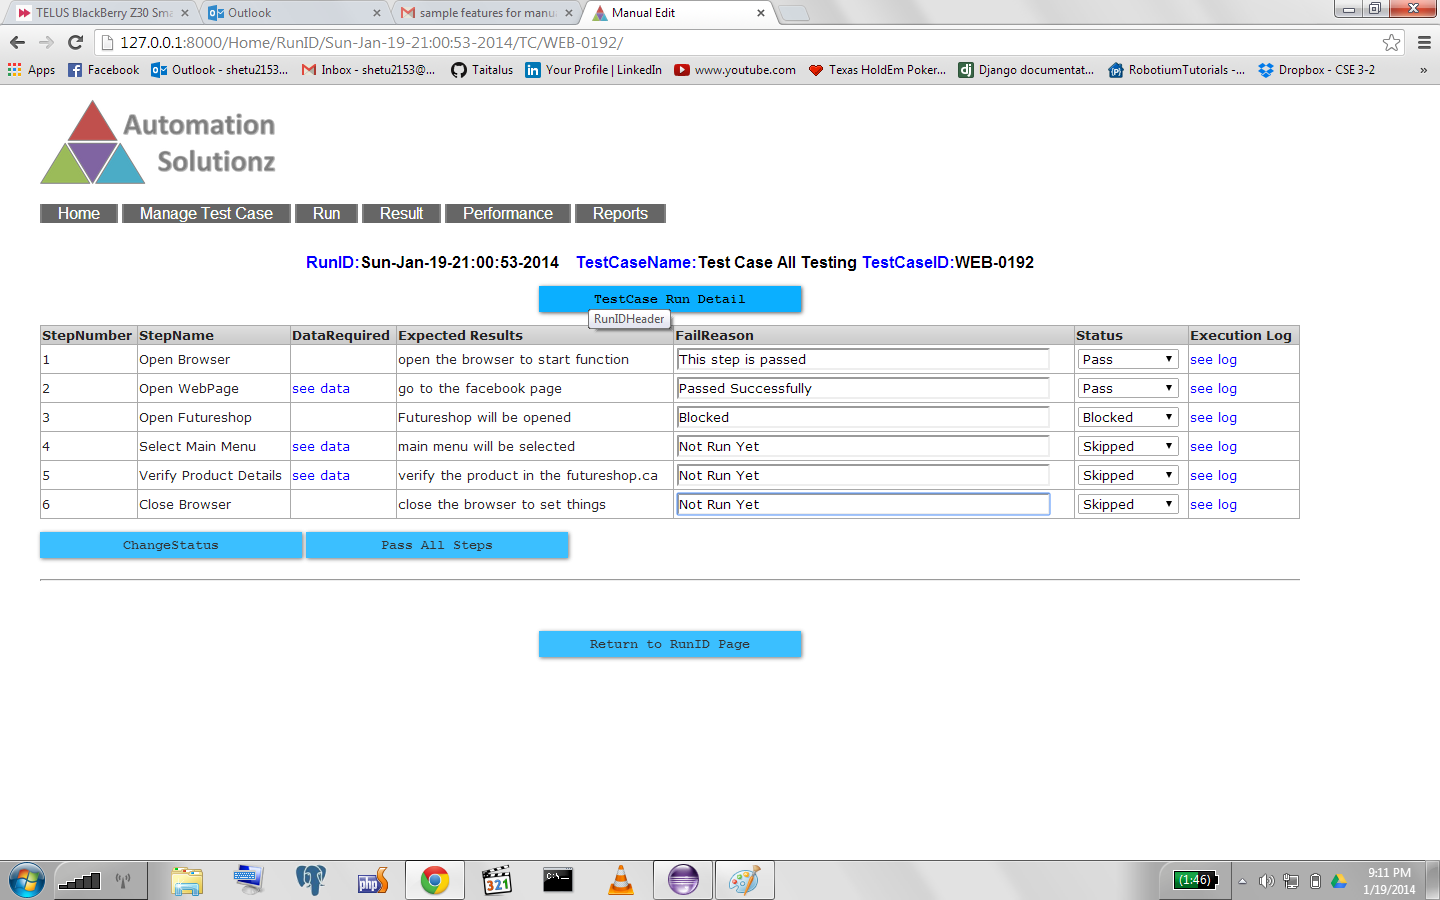 TELUS BlackBerry Z30 Sma
Outlook
sample features for manu
Manual Edit
127.0.0.1:8000/Home/RunID/Sun-Jan-19-21:00:53-2014/TC/WEB-0192/
Apps Facebook Outlook - shetu2153... Inbox - shetu2153@... Taitalus Your Profile | LinkedIn www.youtube.com Texas HoldEm Poker... Django documentat... RobotiumTutorials -... Dropbox - CSE 3-2 »
Automation
Solutionz
Home Manage Test Case Run Result Performance Reports
RunID:Sun-Jan-19-21:00:53-2014 TestCaseName:Test Case All Testing TestCaseID:WEB-0192
TestCase Run Detail
RunIDHeader
StepNumber StepName DataRequired Expected Results FailReason Status Execution Log
1 Open Browser open the browser to start function This step is passed Pass see log
2 Open WebPage see data go to the facebook page Passed Successfully Pass see log
3 Open Futureshop Futureshop will be opened Blocked Blocked see log
4 Select Main Menu see data main menu will be selected Not Run Yet Skipped see log
5 Verify Product Details see data verify the product in the futureshop.ca Not Run Yet Skipped see log
6 Close Browser close the browser to set things Not Run Yet Skipped see log
ChangeStatus Pass All Steps
Return to RunID Page
php
321
C:\
(1:46)
9:11 PM
1/19/2014